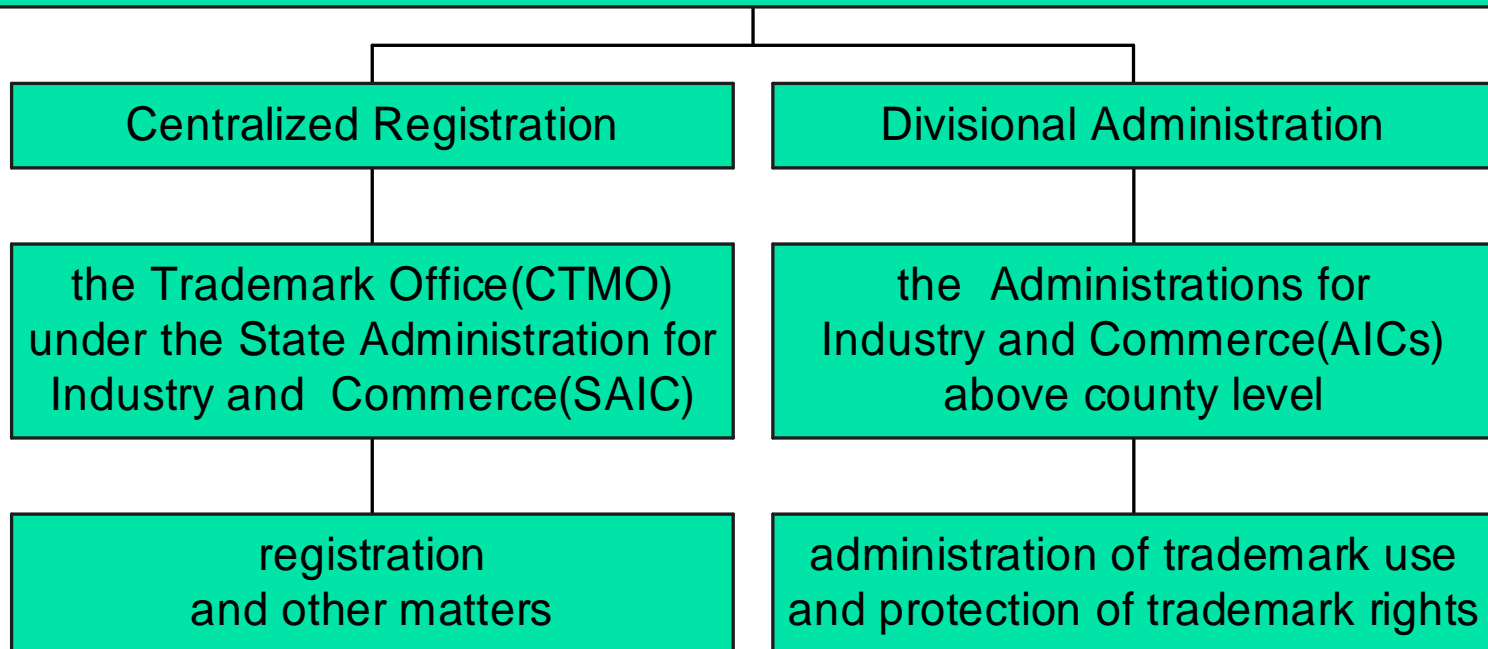 Centralized Registration
Divisional Administration
the Trademark Office(CTMO)
under the State Administration for
Industry and Commerce(SAIC)
the Administrations for
Industry and Commerce(AICs)
above county level
registration
and other matters
administration of trademark use
and protection of trademark rights